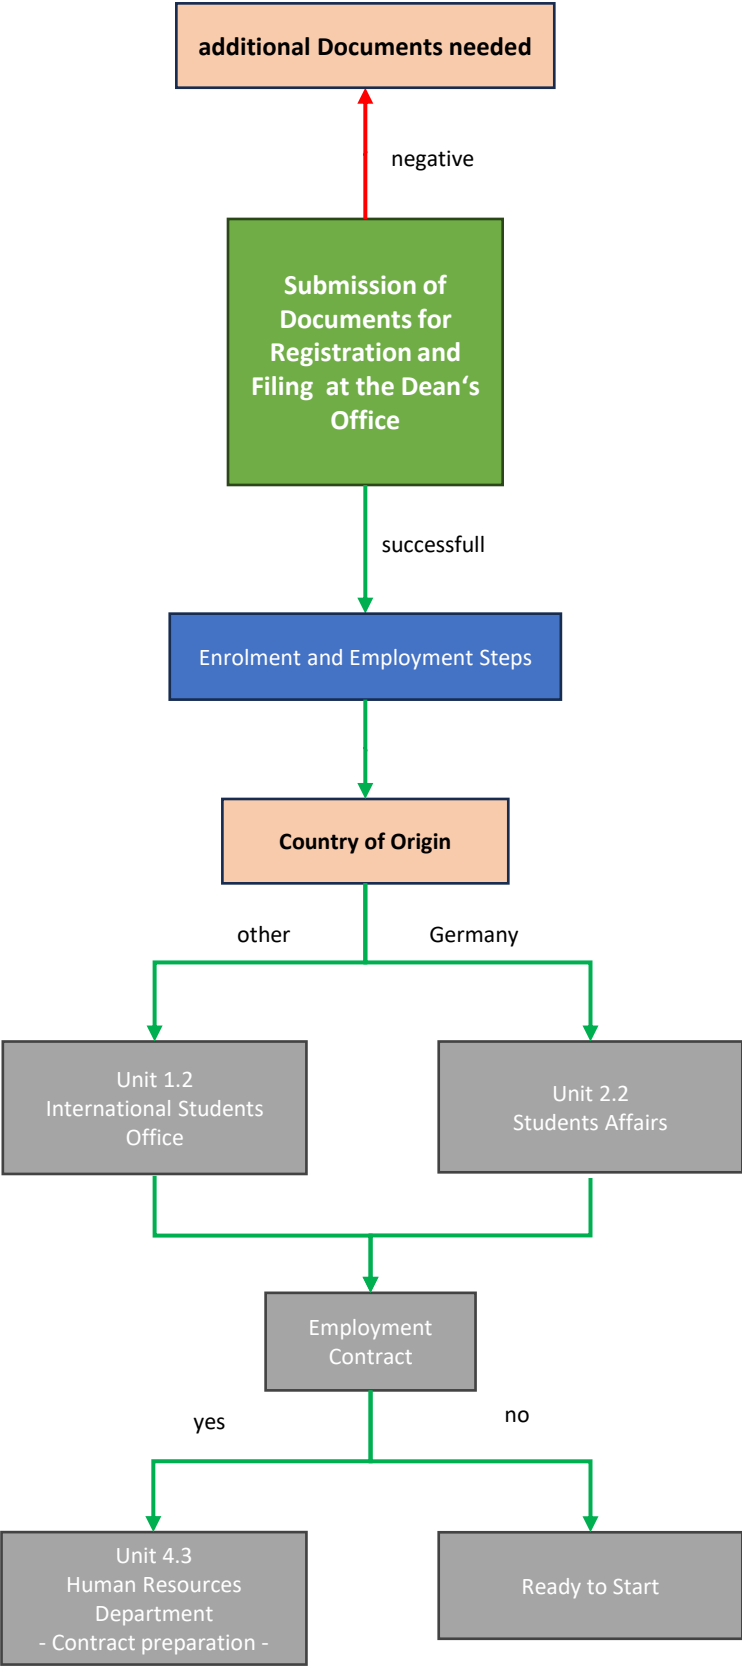 additional Documents needed
negative
Submission of
Documents for
Registration and
Filing  at the Dean‘s
Office
successfull
Enrolment and Employment Steps
Country of Origin
other
Germany
Unit 1.2
International Students
Office
Unit 2.2
Students Affairs
Employment
Contract
yes
no
Unit 4.3
Human Resources
Department
- Contract preparation -
Ready to Start